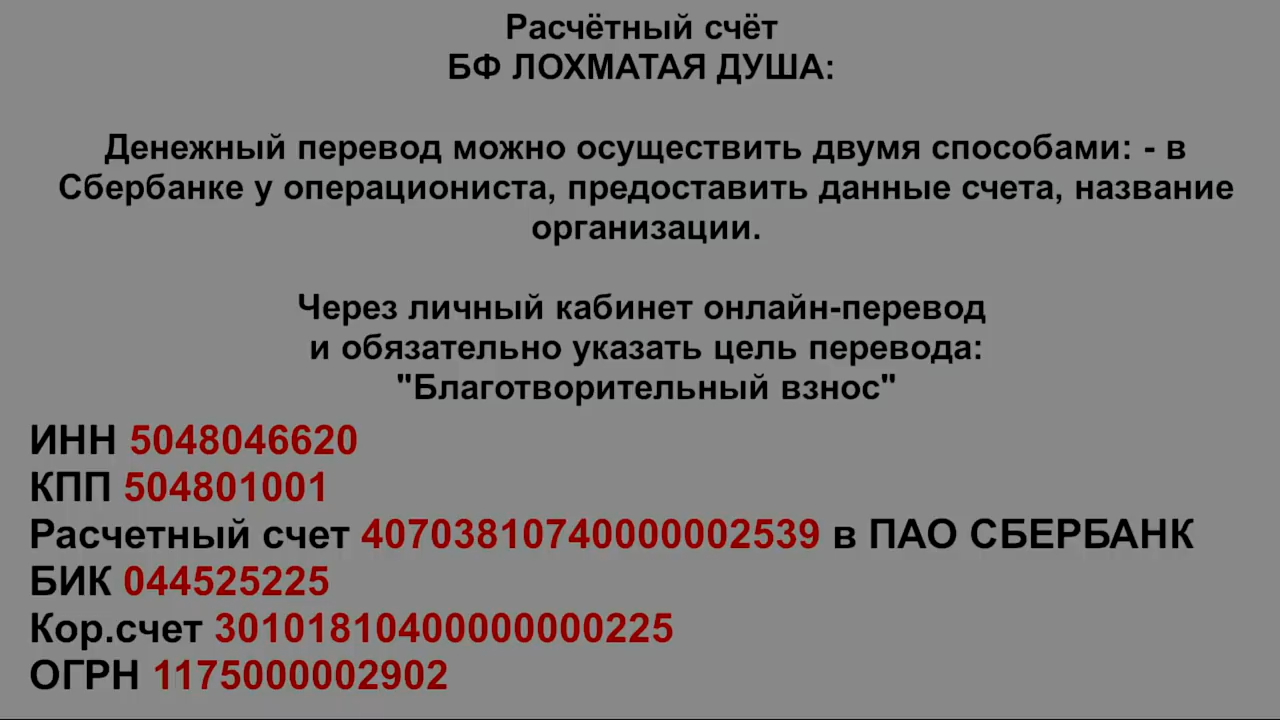 Расчётный счёт
БФ ЛОХМАТАЯ ДУША:
Денежный перевод можно осуществить двумя способами: - в
Сбербанке у операциониста, предоставить данные счета, название
организации.
Через личный кабинет онлайн-перевод
и обязательно указать цель перевода:
"Благотворительный взнос"
ИНН 5048046620
КПП 504801001
Расчетный счет 40703810740000002539 в ПАО СБЕРБАНК
БИК 044525225
Кор.счет 30101810400000000225
ОГРН 1175000002902